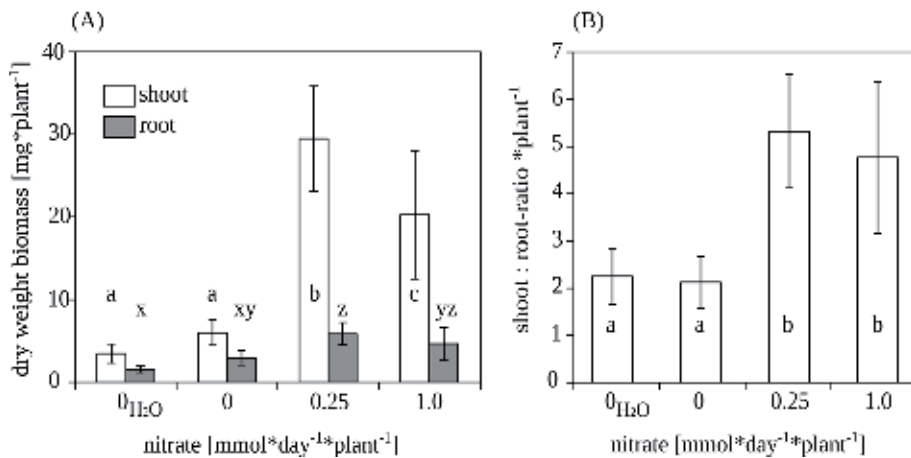 (A)
dry weight biomass [mg*plant⁻¹]
40
30
20
10
0
shoot
root
a
x
a
xy
b
z
c
yz
0H₂O 0 0.25 1.0
nitrate [mmol*day⁻¹*plant⁻¹]
(B)
shoot : root-ratio *plant⁻¹
7
6
5
4
3
2
1
0
a
a
b
b
0H₂O 0 0.25 1.0
nitrate [mmol*day⁻¹*plant⁻¹]